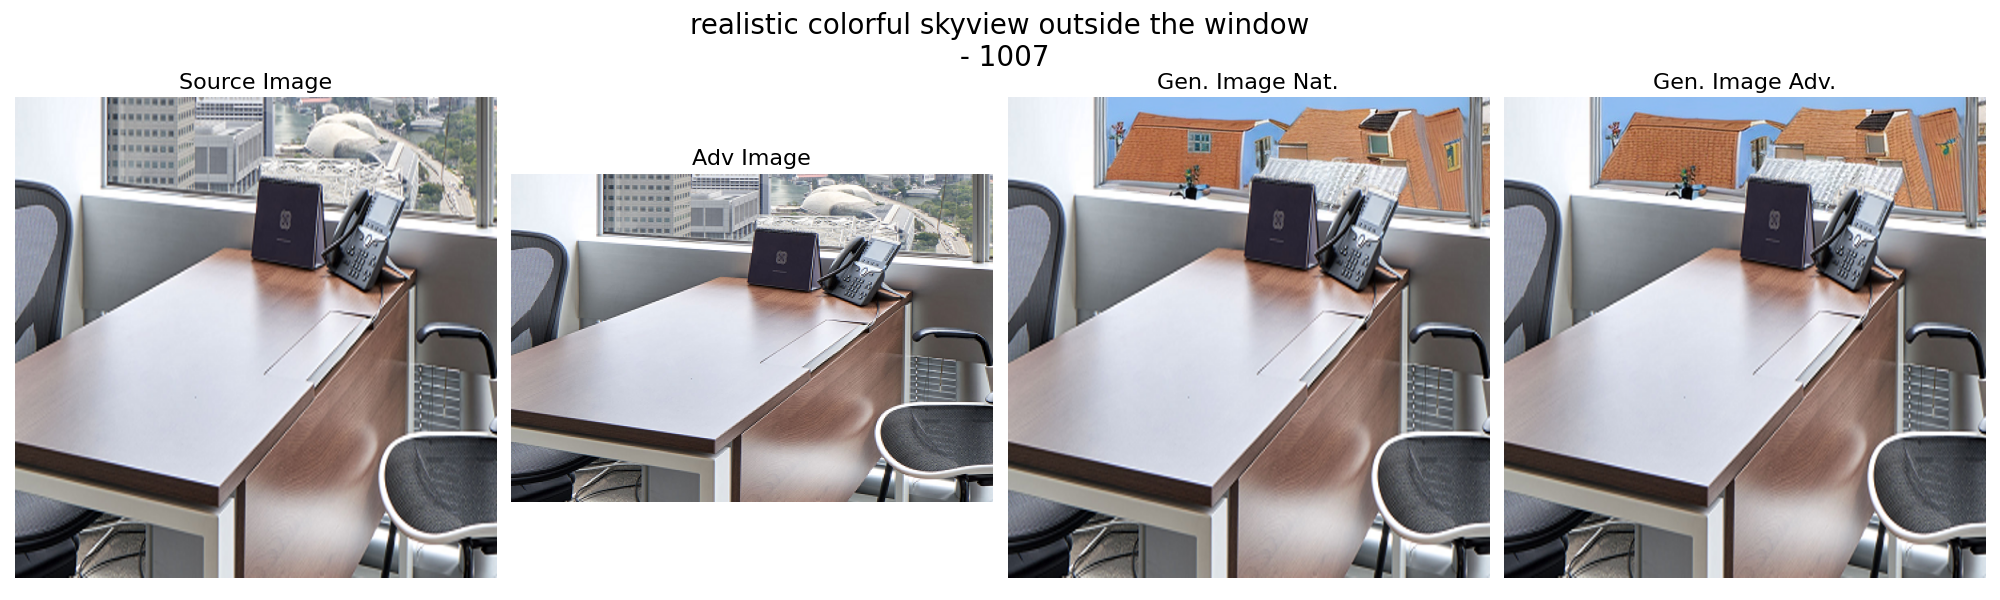 realistic colorful skyview outside the window
- 1007
Source Image
Adv Image
Gen. Image Nat.
Gen. Image Adv.